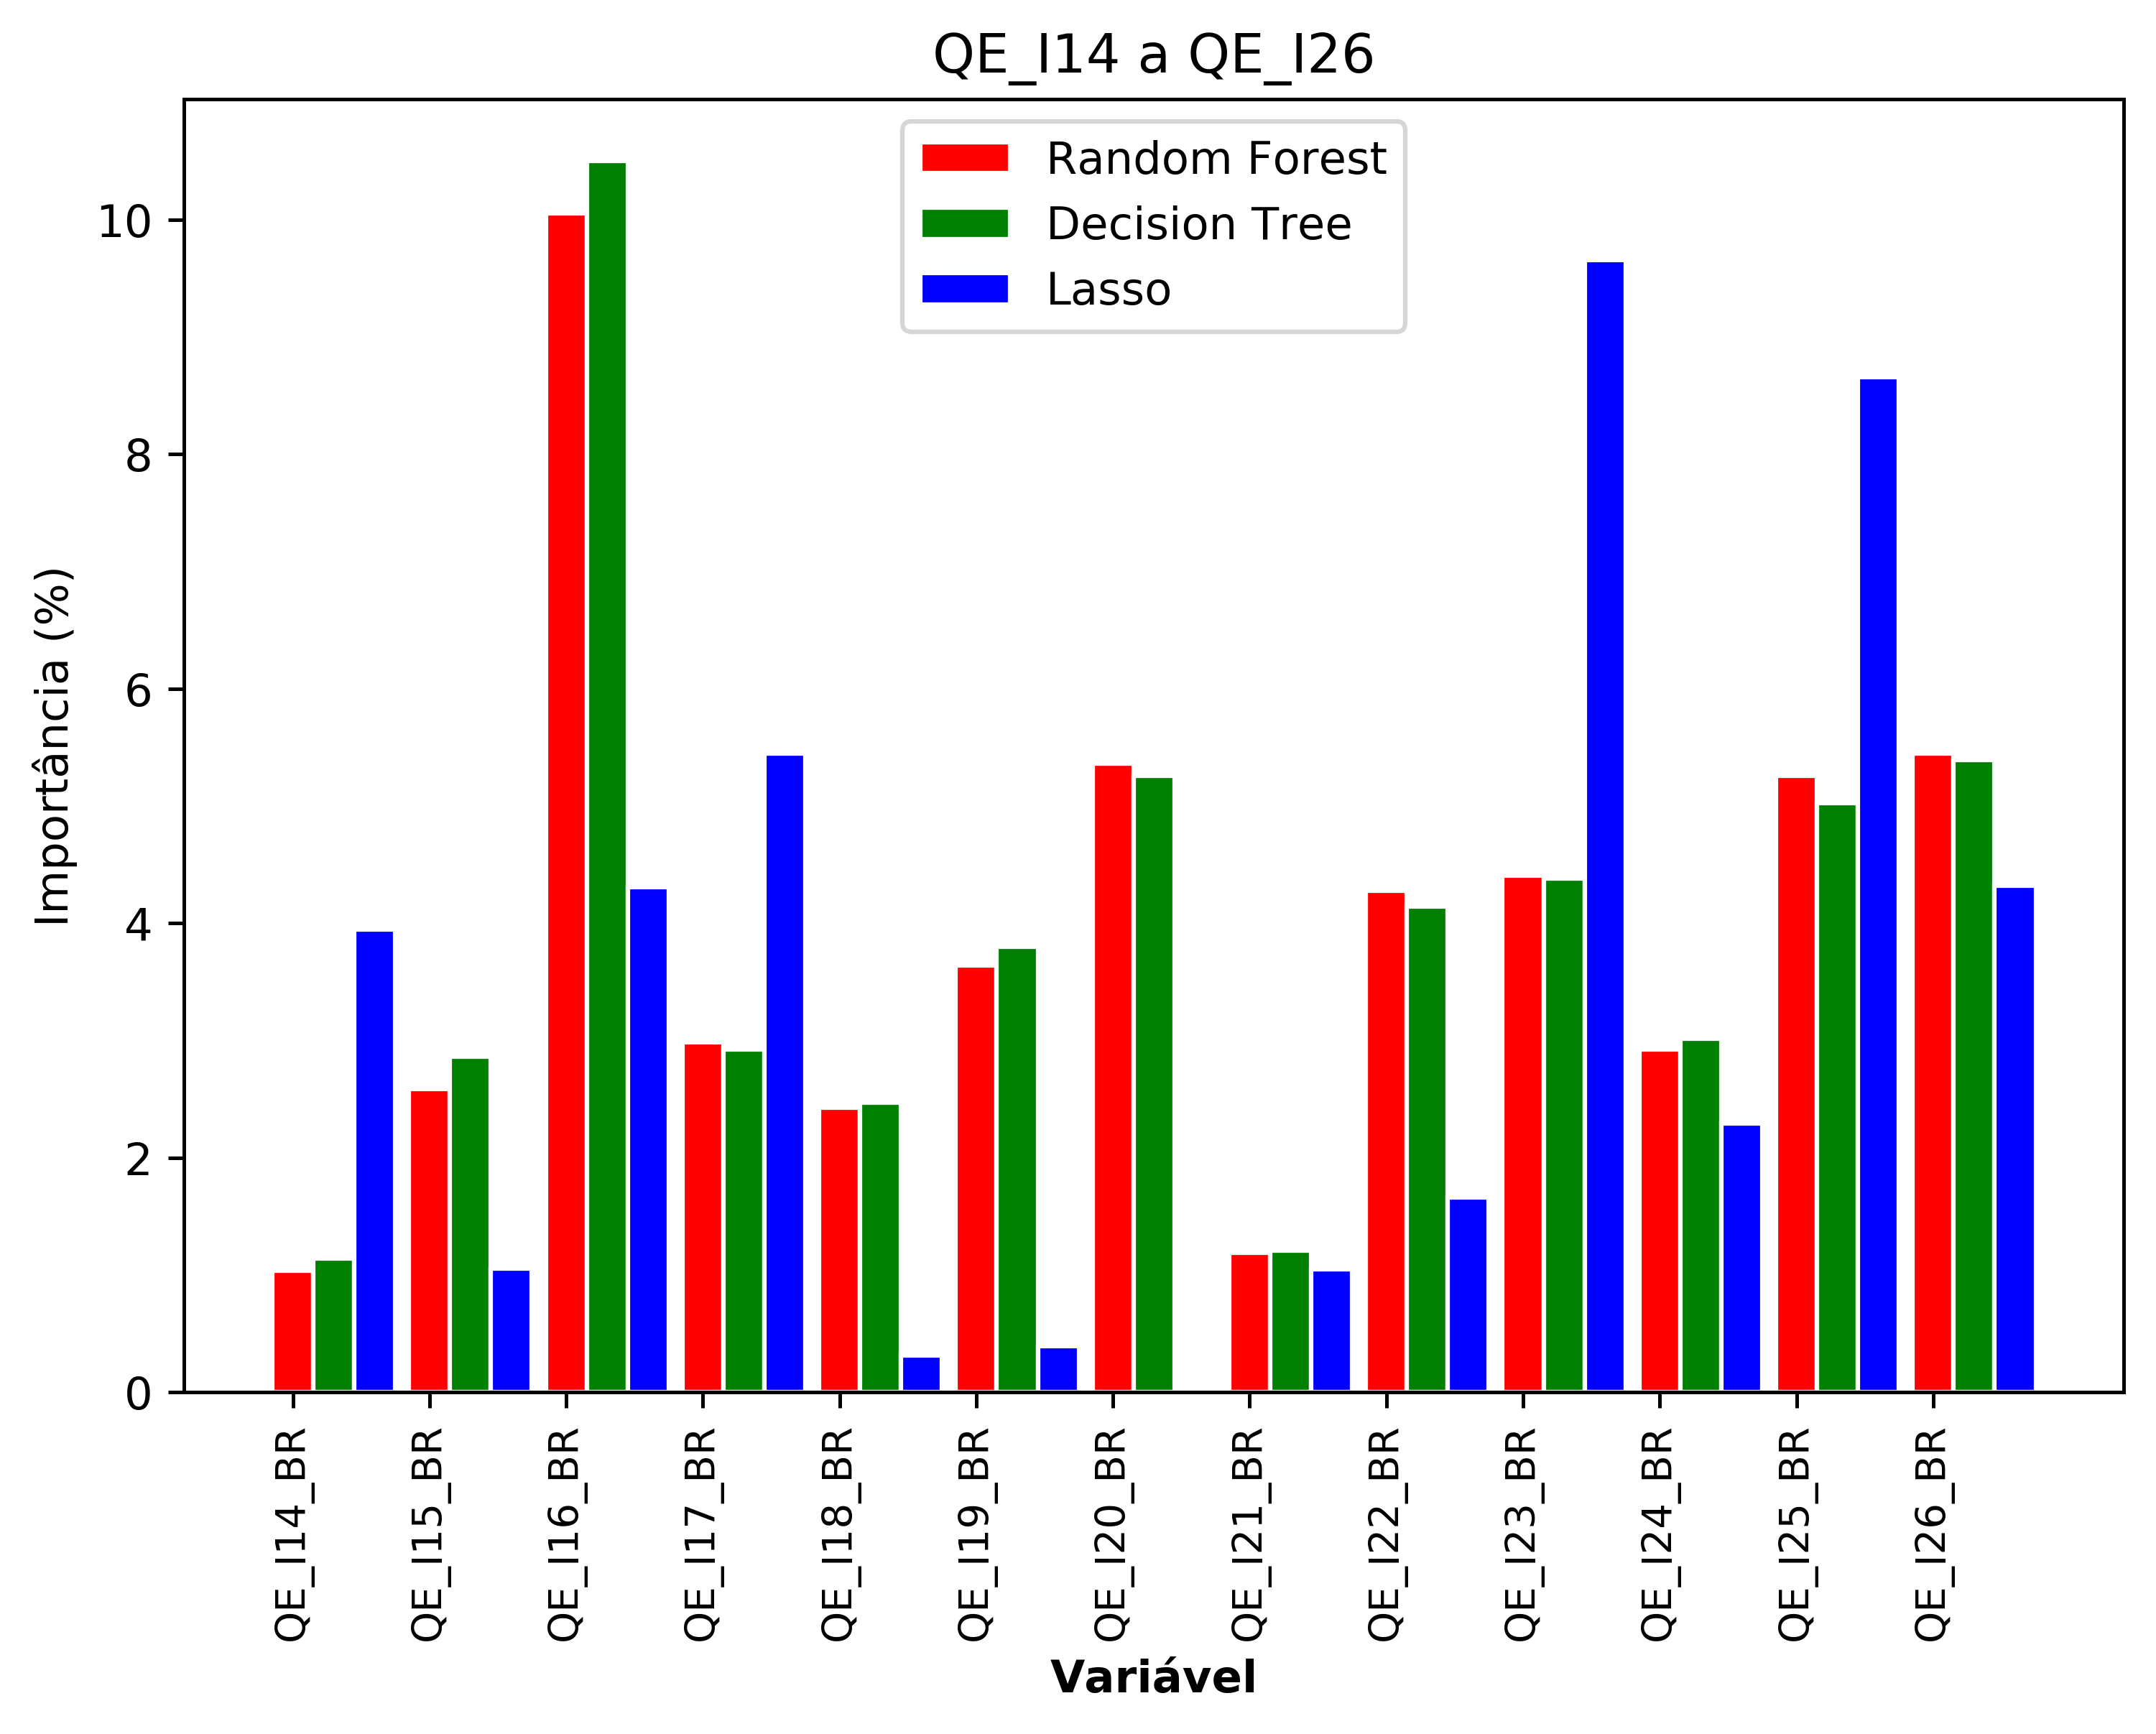 QE_I14 a QE_I26
Random Forest
Decision Tree
Lasso
Importância (%)
10
8
6
4
2
0
QE_I14_BR
QE_I15_BR
QE_I16_BR
QE_I17_BR
QE_I18_BR
QE_I19_BR
QE_I20_BR
QE_I21_BR
QE_I22_BR
QE_I23_BR
QE_I24_BR
QE_I25_BR
QE_I26_BR
Variável